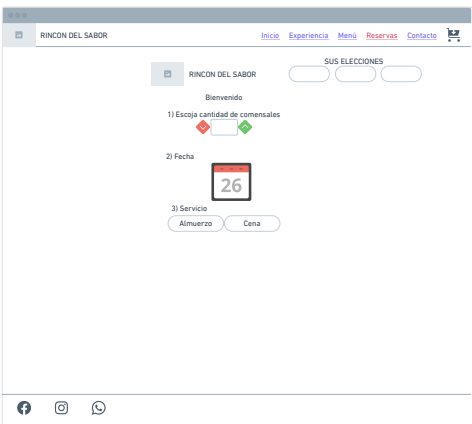 RINCON DEL SABOR
Inicio Experiencia Menú Reservas Contacto
SUS ELECCIONES
RINCON DEL SABOR
Bienvenido
1) Escoja cantidad de comensales
2) Fecha
26
3) Servicio
Almuerzo Cena